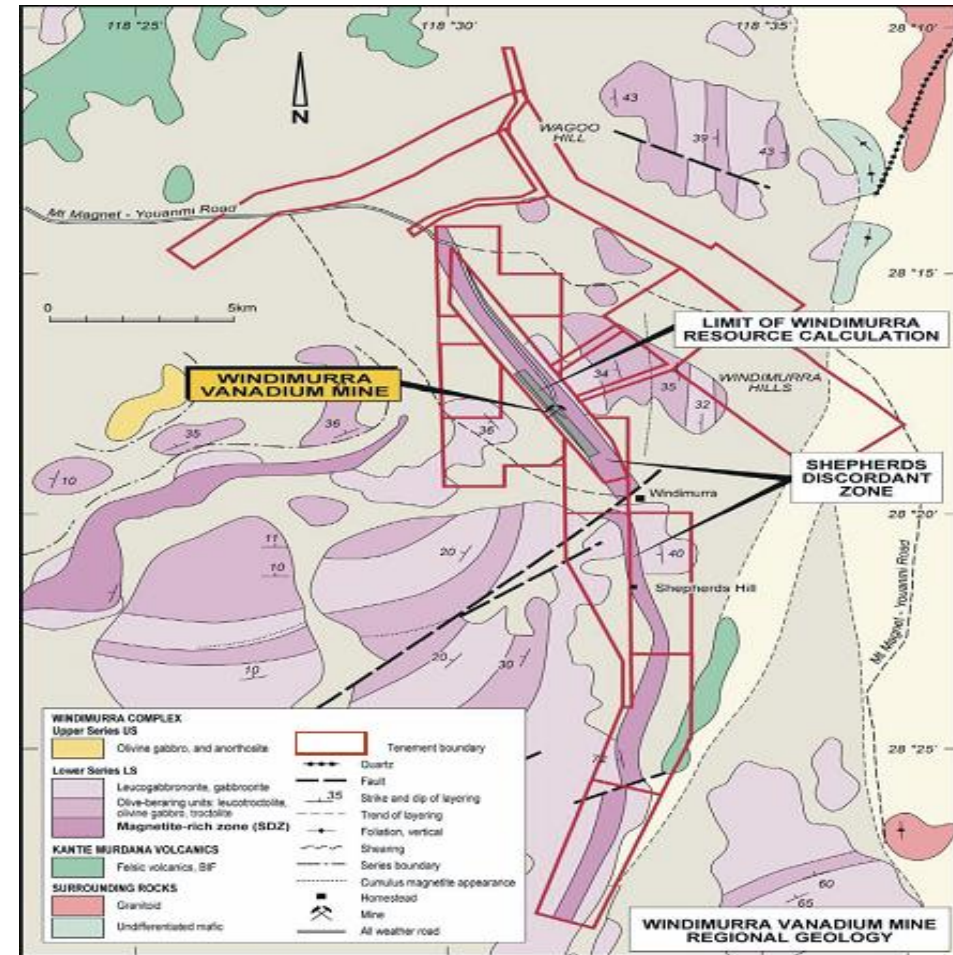 118 °25'
118 °30'
118 °35'
28 °10'
N
43
WAGOO
HILL
39
43
Mt Magnet - Youanmi Road
28 °15'
0
5km
LIMIT OF WINDIMURRA
RESOURCE CALCULATION
34
35
32
WINDIMURRA
HILLS
WINDIMURRA
VANADIUM MINE
36
35
36
10
SHEPHERDS
DISCORDANT
ZONE
Windimurra
28 °20'
11
10
20
40
Shepherds Hill
Mt Magnet - Youanmi Road
10
20
30
28 °25'
WINDIMURRA COMPLEX
Upper Series US
Olivine gabbro, and anorthosite
Lower Series LS
Leucogabbronorite, gabbroorite
Olive-beraring units: leucotroctolite,
olivine gabbro, troctolite
Magnetite-rich zone (SDZ)
KANTIE MURDANA VOLCANICS
Felsic volcanics, BIF
SURROUNDING ROCKS
Granitoid
Undifferentiated mafic
Tenement boundary
Quartz
Fault
35
Strike and dip of layering
Trend of layering
Foliation, vertical
Shearing
Series boundary
Cumulus magnetite appearance
Homestead
Mine
All weather road
60
65
WINDIMURRA VANADIUM MINE
REGIONAL GEOLOGY